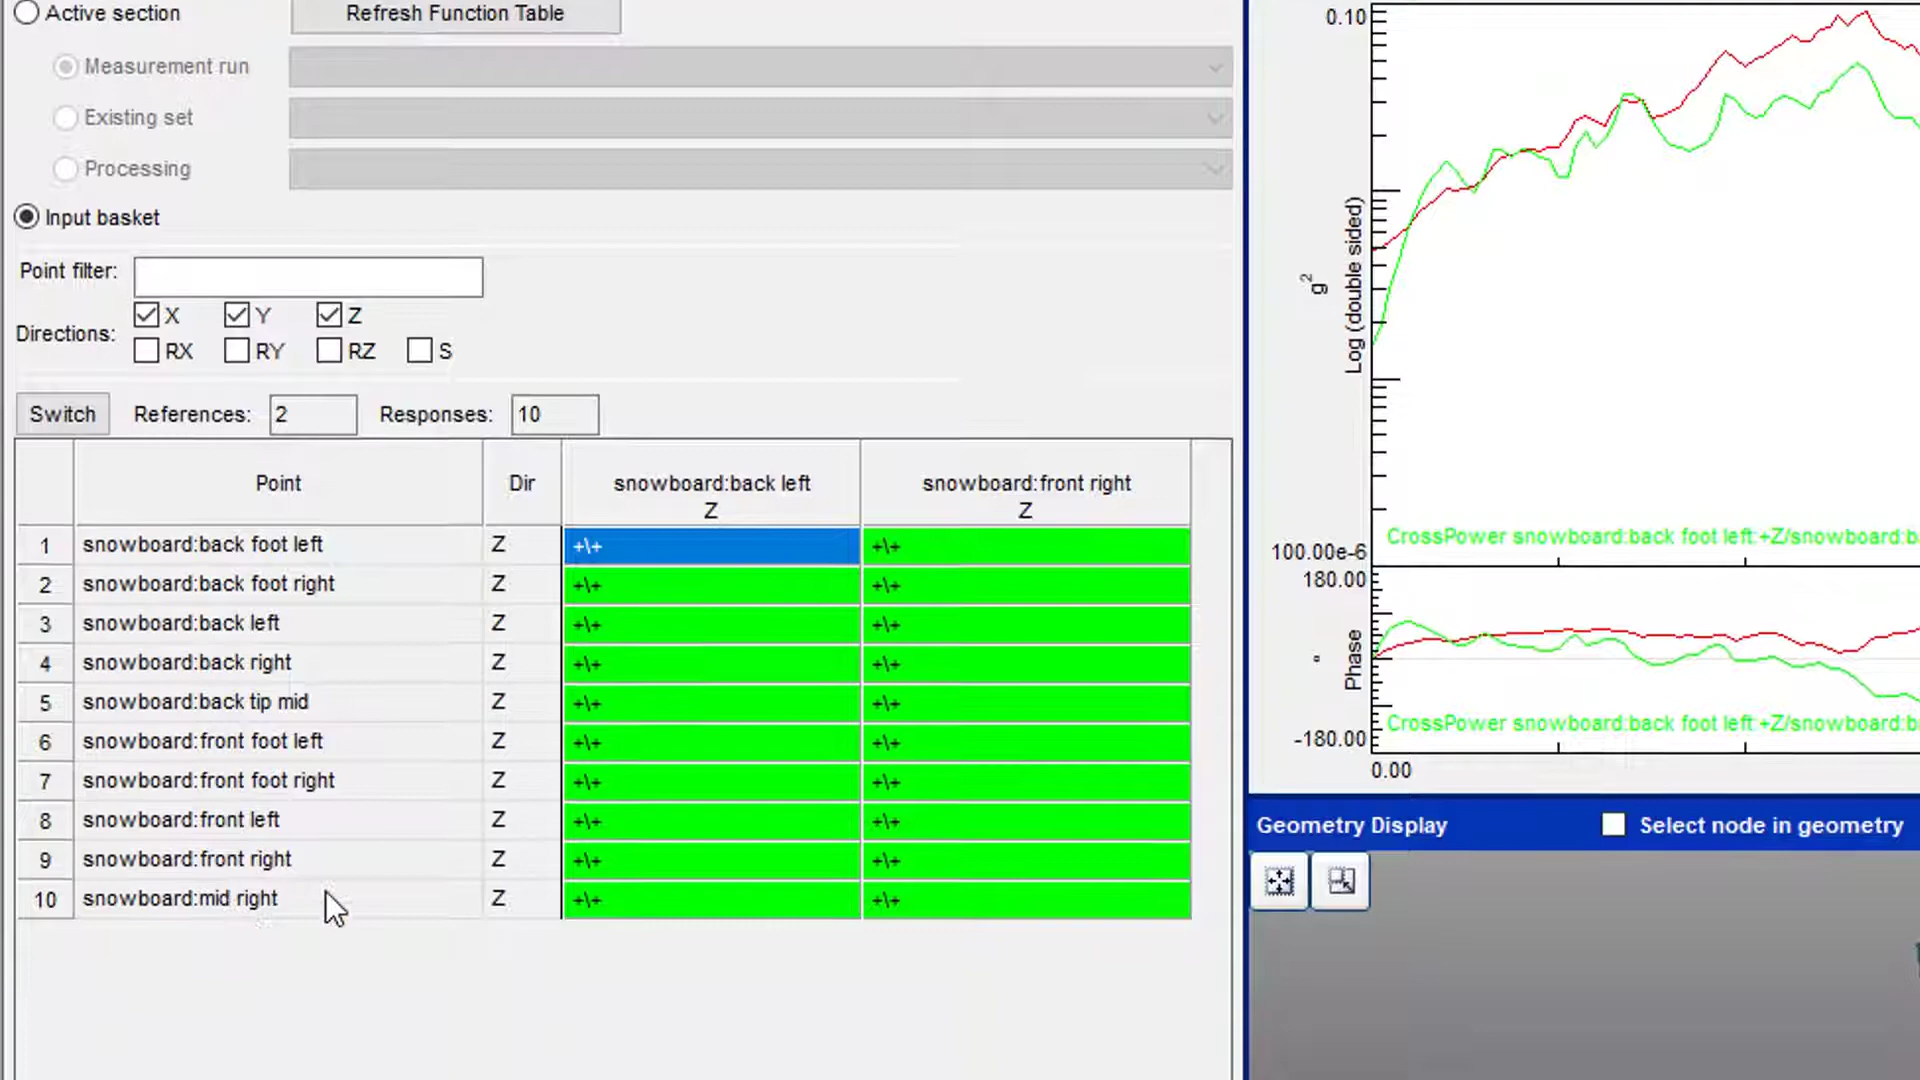 Active section
Refresh Function Table
Measurement run
Existing set
Processing
Input basket
Point filter:
Directions:
X Y Z
RX RY RZ S
Switch References: 2 Responses: 10
Point Dir snowboard:back left Z snowboard:front right Z
1 snowboard:back foot left Z +\+ +\+
2 snowboard:back foot right Z +\+ +\+
3 snowboard:back left Z +\+ +\+
4 snowboard:back right Z +\+ +\+
5 snowboard:back tip mid Z +\+ +\+
6 snowboard:front foot left Z +\+ +\+
7 snowboard:front foot right Z +\+ +\+
8 snowboard:front left Z +\+ +\+
9 snowboard:front right Z +\+ +\+
10 snowboard:mid right Z +\+ +\+
0.10
g²
Log (double sided)
CrossPower snowboard:back foot left:+Z/snowboard:b
100.00e-6
180.00
°
Phase
CrossPower snowboard:back foot left:+Z/snowboard:b
-180.00
0.00
Geometry Display
Select node in geometry